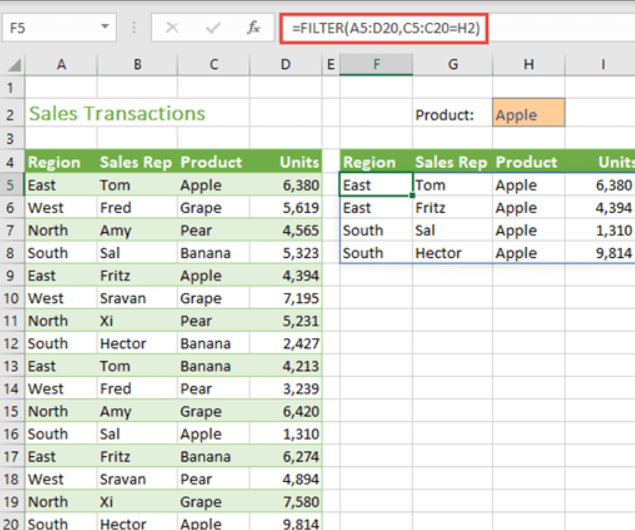 F5 fx =FILTER(A5:D20,C5:C20=H2)
A B C D E F G H I
1
2 Sales Transactions Product: Apple
3
4 Region Sales Rep Product Units Region Sales Rep Product Units
5 East Tom Apple 6,380 East Tom Apple 6,380
6 West Fred Grape 5,619 East Fritz Apple 4,394
7 North Amy Pear 4,565 South Sal Apple 1,310
8 South Sal Banana 5,323 South Hector Apple 9,814
9 East Fritz Apple 4,394
10 West Sravan Grape 7,195
11 North Xi Pear 5,231
12 South Hector Banana 2,427
13 East Tom Banana 4,213
14 West Fred Pear 3,239
15 North Amy Grape 6,420
16 South Sal Apple 1,310
17 East Fritz Banana 6,274
18 West Sravan Pear 4,894
19 North Xi Grape 7,580
20 South Hector Apple 9,814